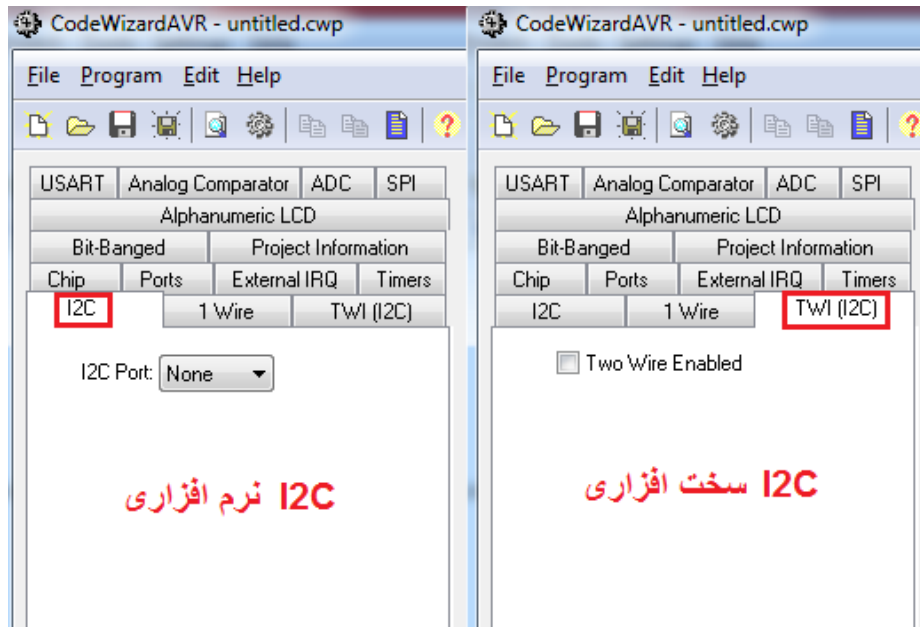 CodeWizardAVR - untitled.cwp
File Program Edit Help
USART Analog Comparator ADC SPI
Alphanumeric LCD
Bit-Banged Project Information
Chip Ports External IRQ Timers
I2C 1 Wire TWI (I2C)
I2C Port: None
I2C نرم افزاری
CodeWizardAVR - untitled.cwp
File Program Edit Help
USART Analog Comparator ADC SPI
Alphanumeric LCD
Bit-Banged Project Information
Chip Ports External IRQ Timers
I2C 1 Wire TWI (I2C)
Two Wire Enabled
I2C سخت افزاری